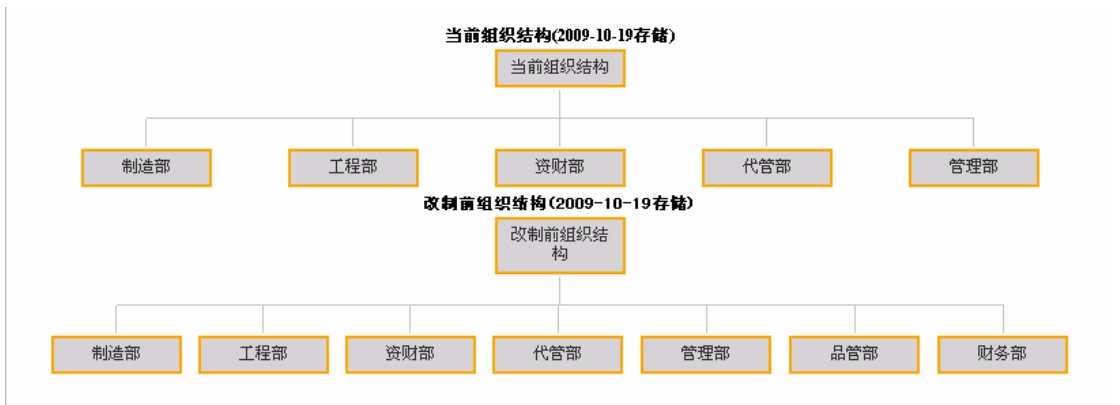 当前组织结构(2009-10-19存储)
当前组织结构
制造部 工程部 资财部 代管部 管理部
改制前组织结构(2009-10-19存储)
改制前组织结
构
制造部 工程部 资财部 代管部 管理部 品管部 财务部